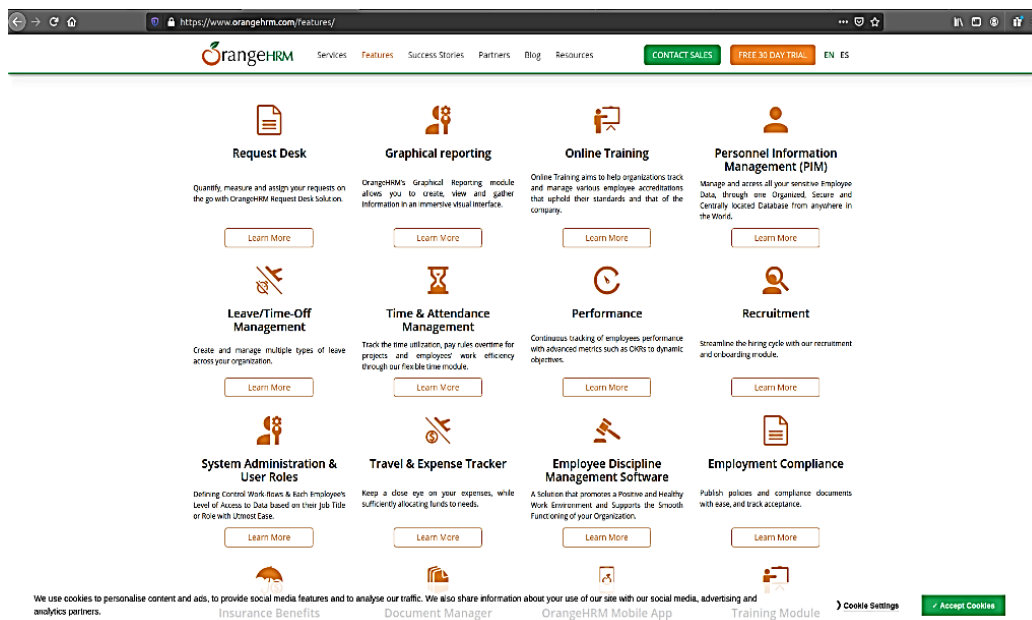 https://www.orangehrm.com/features/
OrangeHRM
Services Features Success Stories Partners Blog Resources
CONTACT SALES
FREE 30 DAY TRIAL
EN ES
Request Desk
Quantify, measure and assign your requests on
the go with OrangeHRM Request Desk Solution.
Learn More
Graphical reporting
OrangeHRM's Graphical Reporting module
allows you to create, view and gather
information in an immersive visual interface.
Learn More
Online Training
Online Training aims to help organizations track
and manage various employee accreditations
that uphold their standards and that of the
company.
Learn More
Personnel Information
Management (PIM)
Manage and access all your sensitive Employee
Data, through one Organized, Secure and
Centrally located Database from anywhere in
the World.
Learn More
Leave/Time-Off
Management
Create and manage multiple types of leave
across your organization.
Learn More
Time & Attendance
Management
Track the time utilization, pay rules overtime for
projects and employees' work efficiency
through our flexible time module.
Learn More
Performance
Continuous tracking of employees performance
with advanced metrics such as OKRs to dynamic
objectives.
Learn More
Recruitment
Streamline the hiring cycle with our recruitment
and onboarding module.
Learn More
System Administration &
User Roles
Defining Control Work-flows & Each Employee's
Level of Access to Data based on their Job Title
or Role with Utmost Ease.
Learn More
Travel & Expense Tracker
Keep a close eye on your expenses, while
sufficiently allocating funds to needs.
Learn More
Employee Discipline
Management Software
A Solution that promotes a Positive and Healthy
Work Environment and Supports the Smooth
Functioning of your Organization.
Learn More
Employment Compliance
Publish policies and compliance documents
with ease, and track acceptance.
Learn More
Insurance Benefits
Document Manager
OrangeHRM Mobile App
Training Module
We use cookies to personalise content and ads, to provide social media features and to analyse our traffic. We also share information about your use of our site with our social media, advertising and
analytics partners.
❯ Cookie Settings
✓ Accept Cookies